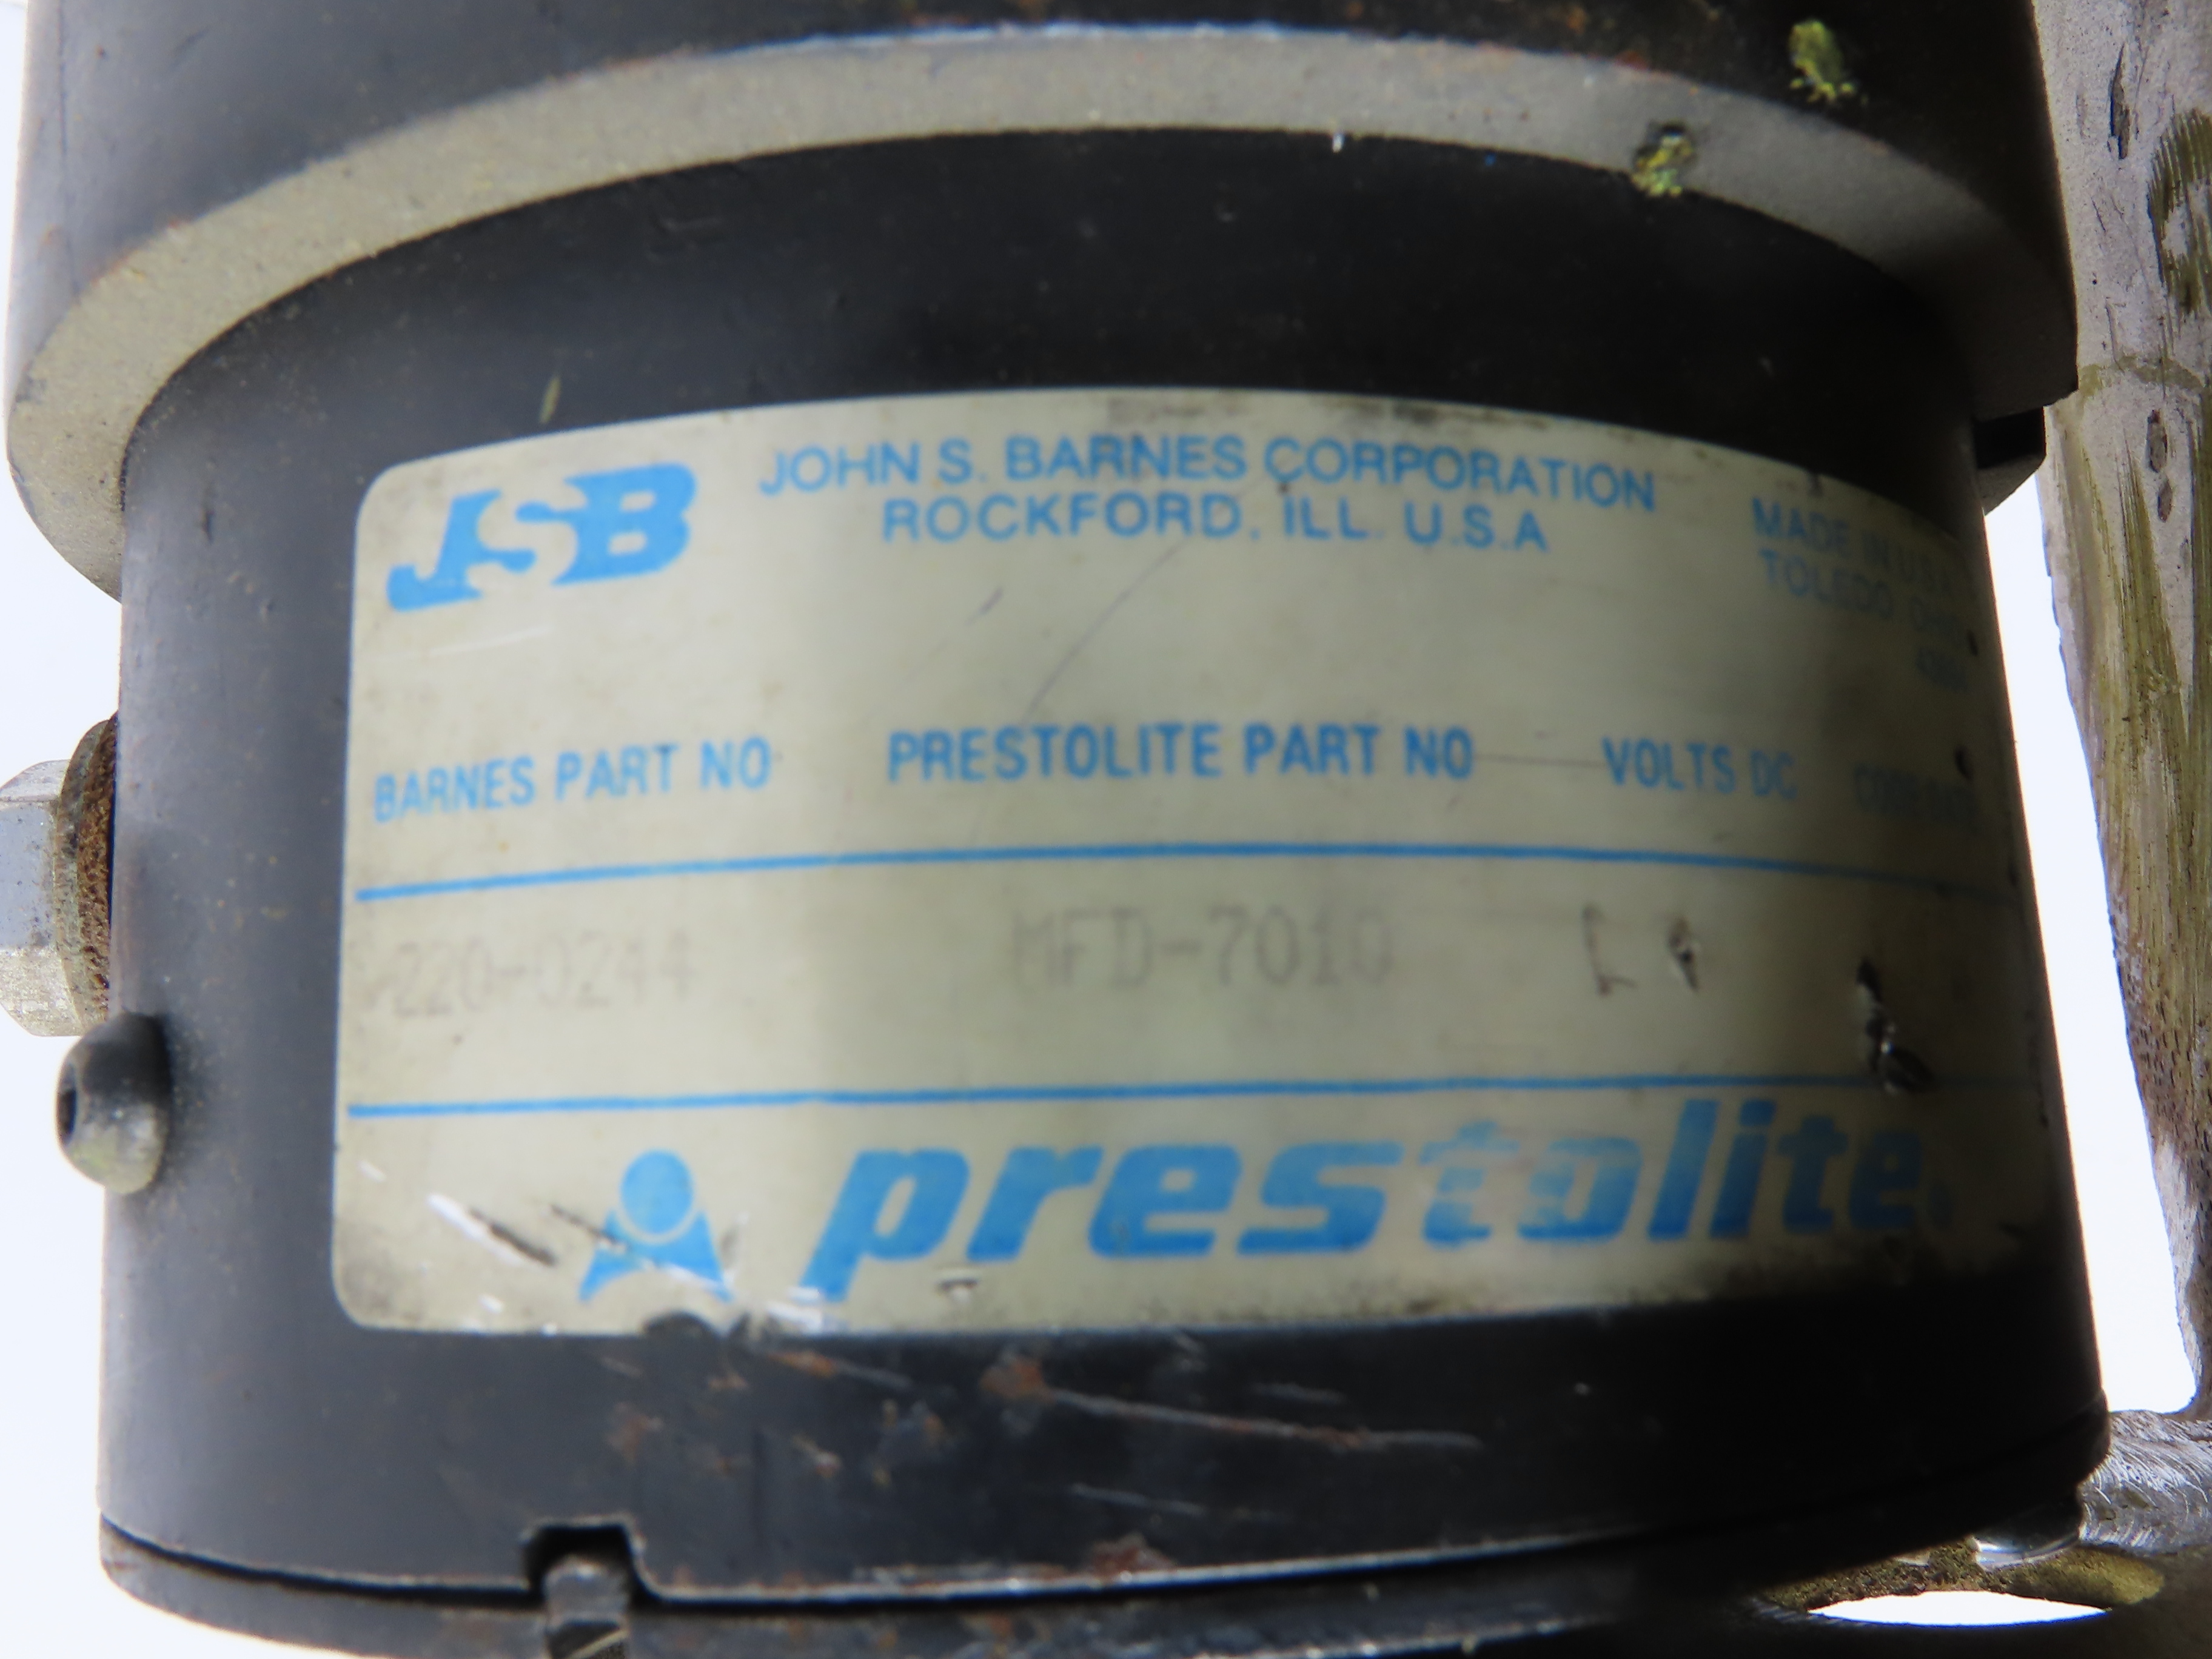 JSB
JOHN S. BARNES CORPORATION
ROCKFORD, ILL. U.S.A
MADE IN U.S.A.
TOLEDO, OHIO
BARNES PART NO
PRESTOLITE PART NO
VOLTS DC
220-0244
MFD-7010
prestolite